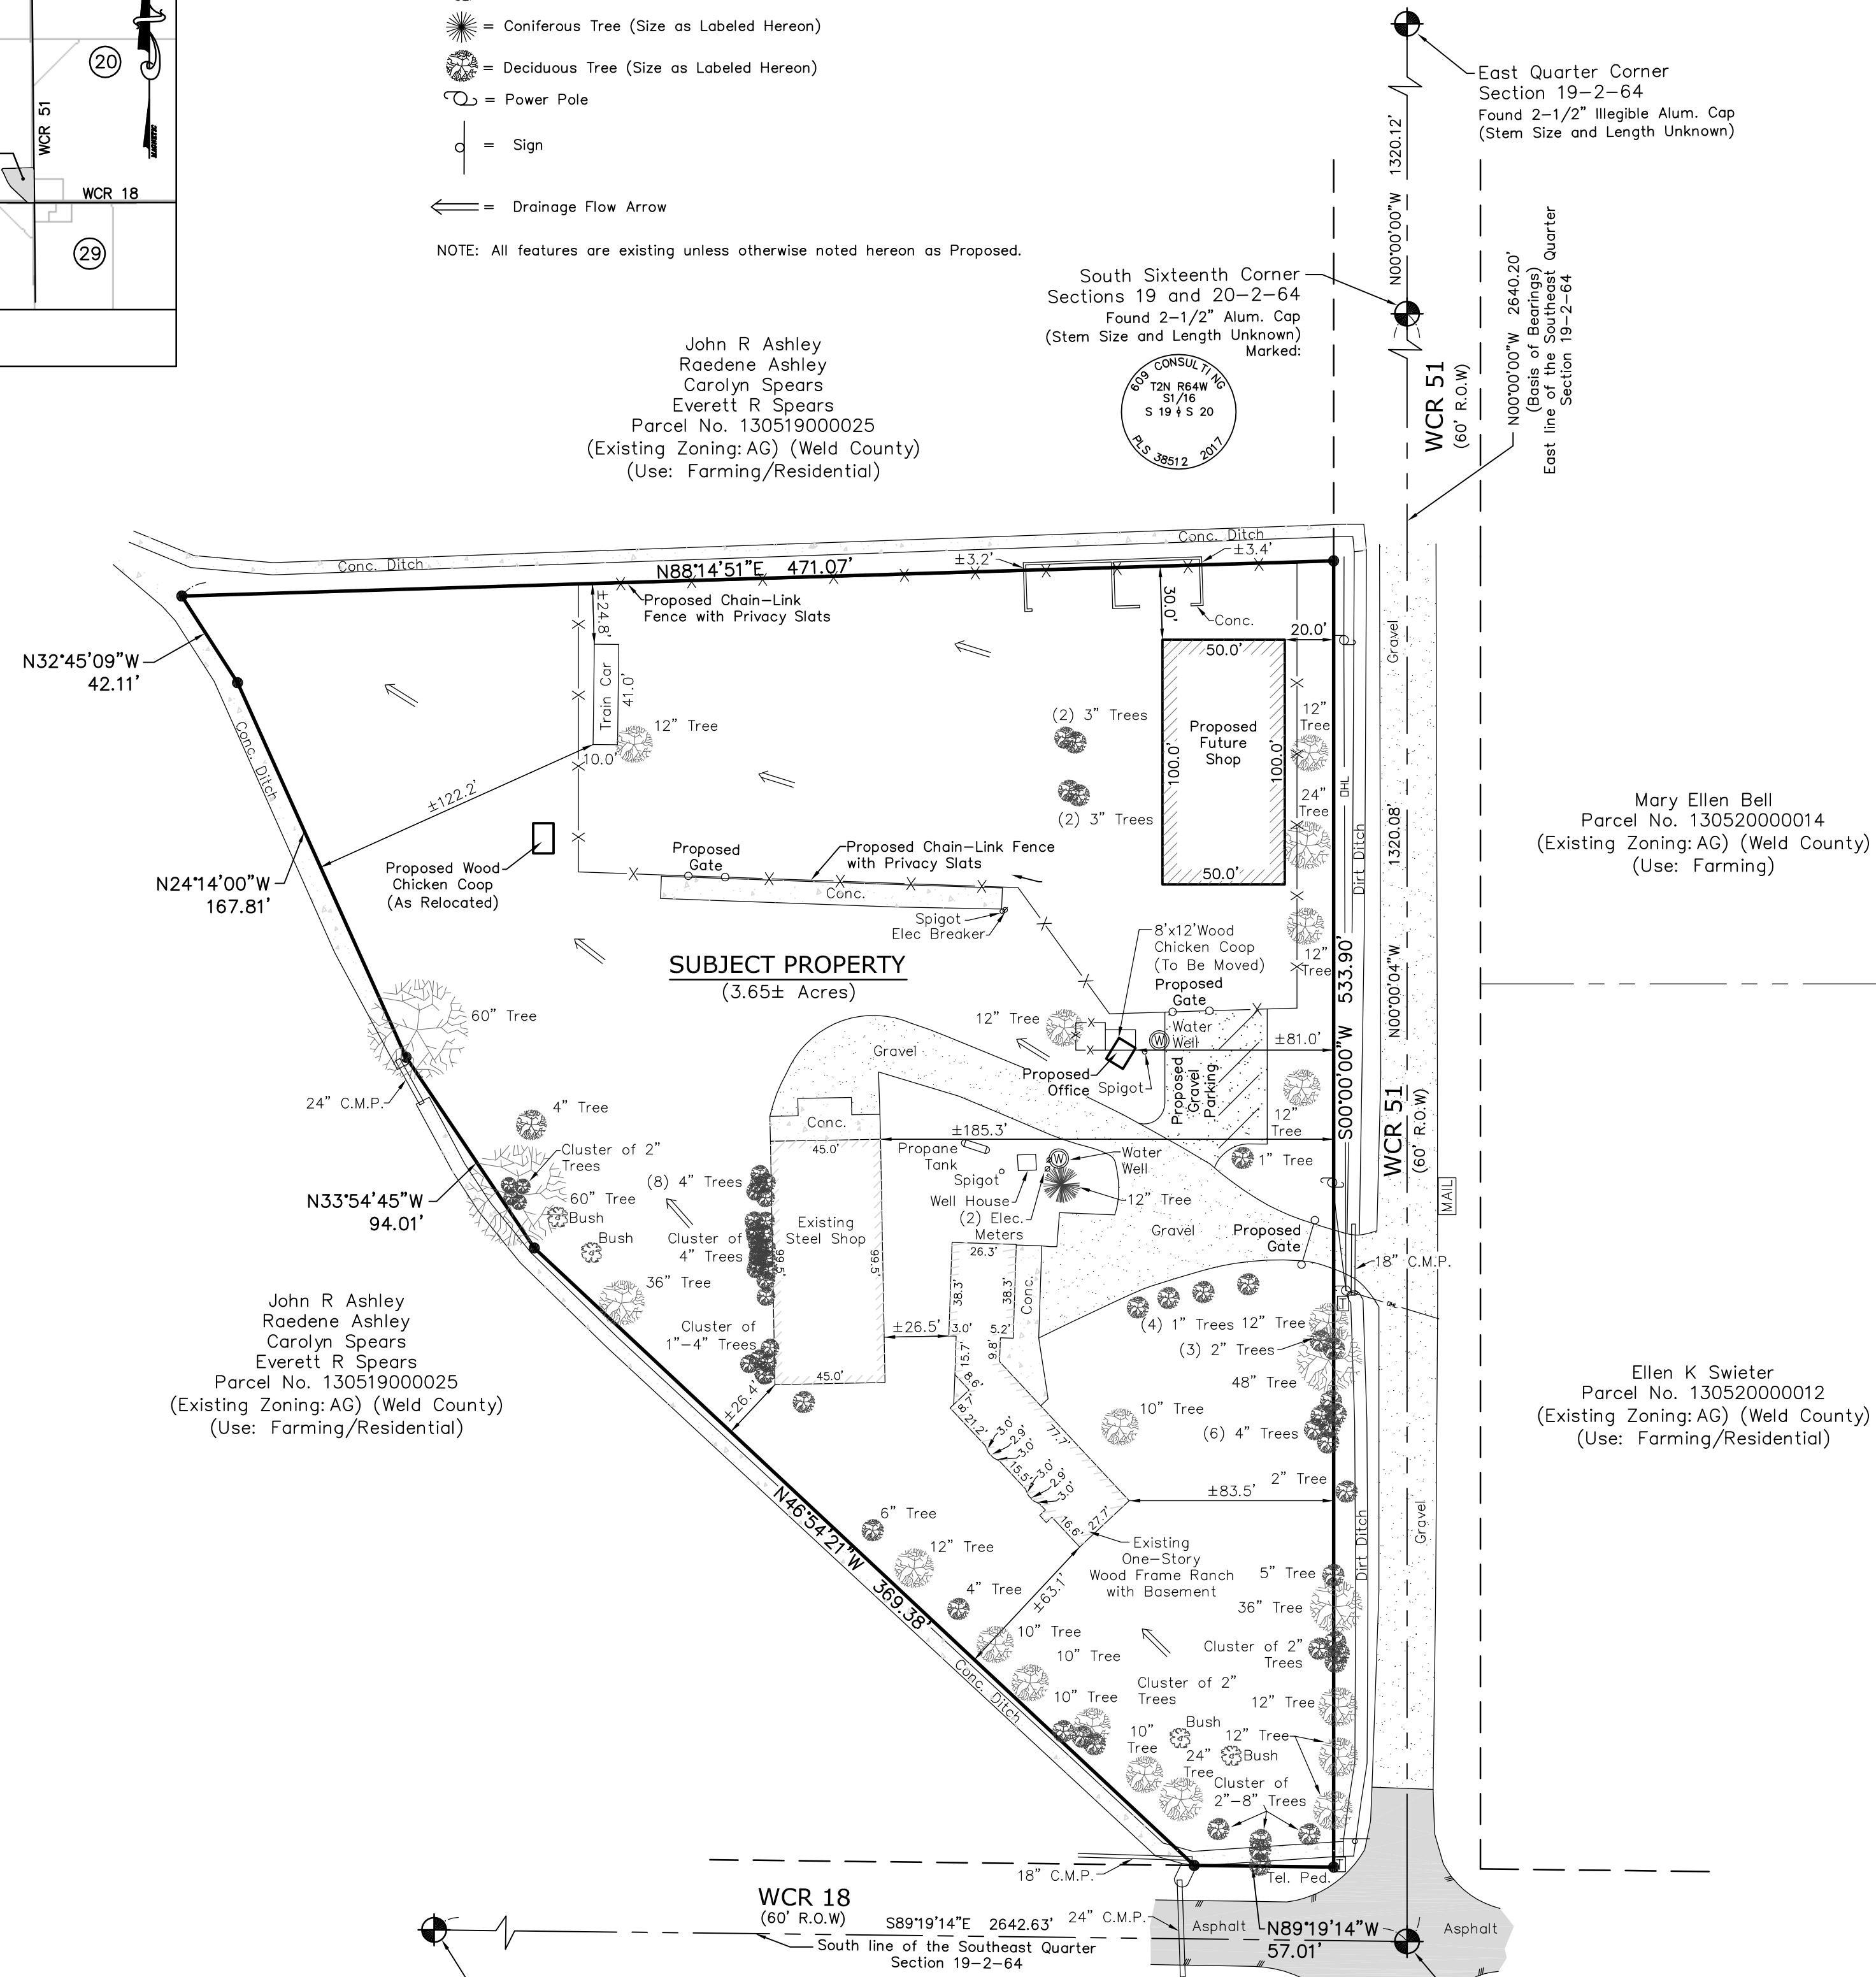 20
WCR 51
WCR 18
29
= Coniferous Tree (Size as Labeled Hereon)
= Deciduous Tree (Size as Labeled Hereon)
= Power Pole
= Sign
= Drainage Flow Arrow
NOTE: All features are existing unless otherwise noted hereon as Proposed.
East Quarter Corner
Section 19-2-64
Found 2-1/2" Illegible Alum. Cap
(Stem Size and Length Unknown)
N00°00'00"W 1320.12'
South Sixteenth Corner
Sections 19 and 20-2-64
Found 2-1/2" Alum. Cap
(Stem Size and Length Unknown)
Marked:
609 CONSULTING
T2N R64W
S1/16
S 19 S 20
PLS 38512 2017
WCR 51
(60' R.O.W)
N00°00'00"W 2640.20'
(Basis of Bearings)
East line of the Southeast Quarter
Section 19-2-64
John R Ashley
Raedene Ashley
Carolyn Spears
Everett R Spears
Parcel No. 130519000025
(Existing Zoning: AG) (Weld County)
(Use: Farming/Residential)
Conc. Ditch
Conc. Ditch
N88°14'51"E 471.07'
±3.2'
±3.4'
Proposed Chain-Link
Fence with Privacy Slats
±24.8'
30.0'
Conc.
20.0'
Gravel
N32°45'09"W
42.11'
Train Car
41.0'
10.0'
12" Tree
(2) 3" Trees
(2) 3" Trees
50.0'
Proposed
Future
Shop
100.0'
100.0'
50.0'
12"
Tree
24"
Tree
OHL
Dirt Ditch
1320.08'
N00°00'04"W
Conc. Ditch
±122.2'
N24°14'00"W
167.81'
Proposed Wood
Chicken Coop
(As Relocated)
Proposed
Gate
Proposed Chain-Link Fence
with Privacy Slats
Conc.
Spigot
Elec Breaker
Mary Ellen Bell
Parcel No. 130520000014
(Existing Zoning: AG) (Weld County)
(Use: Farming)
SUBJECT PROPERTY
(3.65± Acres)
8'x12'Wood
Chicken Coop
(To Be Moved)
Proposed
Gate
12"
Tree
S00°00'00"W 533.90'
60" Tree
12" Tree
Water
Well
±81.0'
Gravel
Proposed
Office
Spigot
Proposed
Gravel
Parking
12"
Tree
24" C.M.P.
4" Tree
Conc.
±185.3'
45.0'
Cluster of 2"
Trees
Propane
Tank
Water
Well
1" Tree
WCR 51
(60' R.O.W)
MAIL
N33°54'45"W
94.01'
60" Tree
Bush
Bush
(8) 4" Trees
Spigot
Well House
(2) Elec.
Meters
12" Tree
Existing
Steel Shop
99.5'
99.5'
Cluster of
4" Trees
Gravel
Proposed
Gate
18" C.M.P.
36" Tree
26.3'
38.3'
38.3'
Conc.
John R Ashley
Raedene Ashley
Carolyn Spears
Everett R Spears
Parcel No. 130519000025
(Existing Zoning: AG) (Weld County)
(Use: Farming/Residential)
Cluster of
1"-4" Trees
±26.5'
3.0'
5.2'
15.7'
9.8'
8.6'
(4) 1" Trees
12" Tree
(3) 2" Trees
48" Tree
45.0'
±26.4'
21.2'
3.0'
2.9'
3.0'
15.5'
3.0'
2.9'
3.0'
77.7'
10" Tree
(6) 4" Trees
2" Tree
±83.5'
16.6'
27.7'
Ellen K Swieter
Parcel No. 130520000012
(Existing Zoning: AG) (Weld County)
(Use: Farming/Residential)
N46°54'21"W 369.38'
6" Tree
12" Tree
4" Tree
±63.1'
Existing
One-Story
Wood Frame Ranch
with Basement
5" Tree
36" Tree
Dirt Ditch
Gravel
10" Tree
10" Tree
10" Tree
Cluster of 2"
Trees
Cluster of 2"
Trees
12" Tree
Conc. Ditch
10"
Tree
Bush
24"
Tree
Bush
12" Tree
Cluster of
2"-8" Trees
18" C.M.P.
Tel. Ped.
WCR 18
(60' R.O.W)
S89°19'14"E 2642.63'
South line of the Southeast Quarter
Section 19-2-64
24" C.M.P.
Asphalt
N89°19'14"W
57.01'
Asphalt